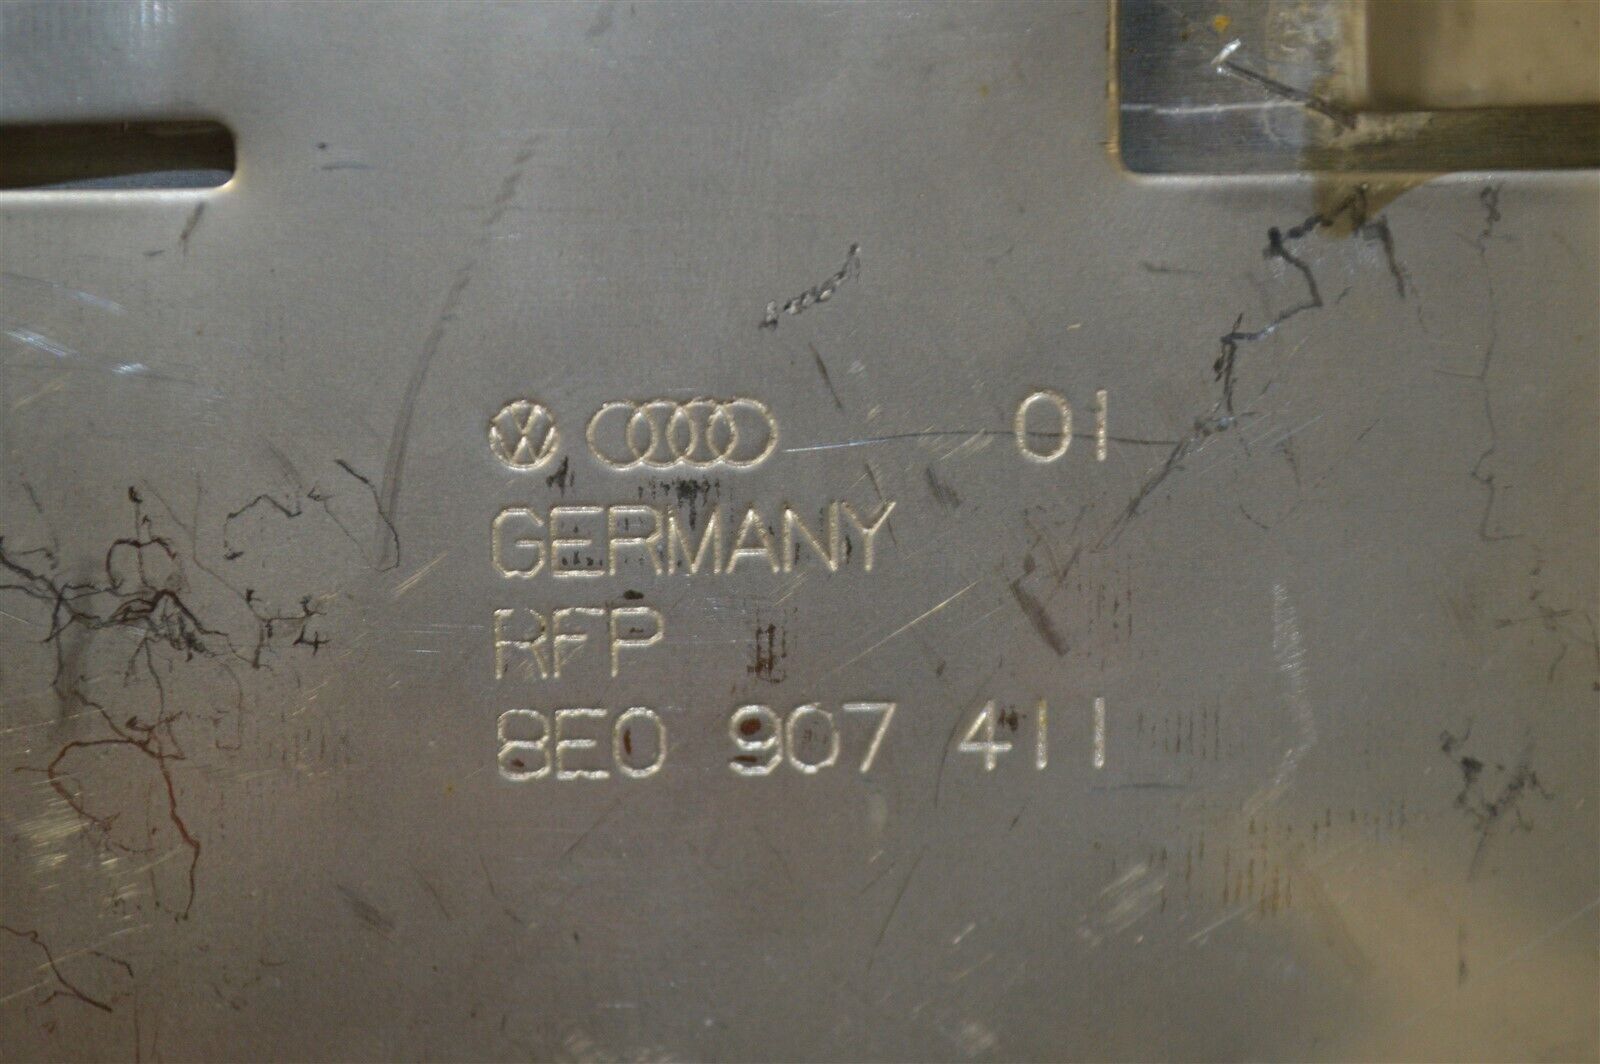 01
GERMANY
RFP
8E0 907 411